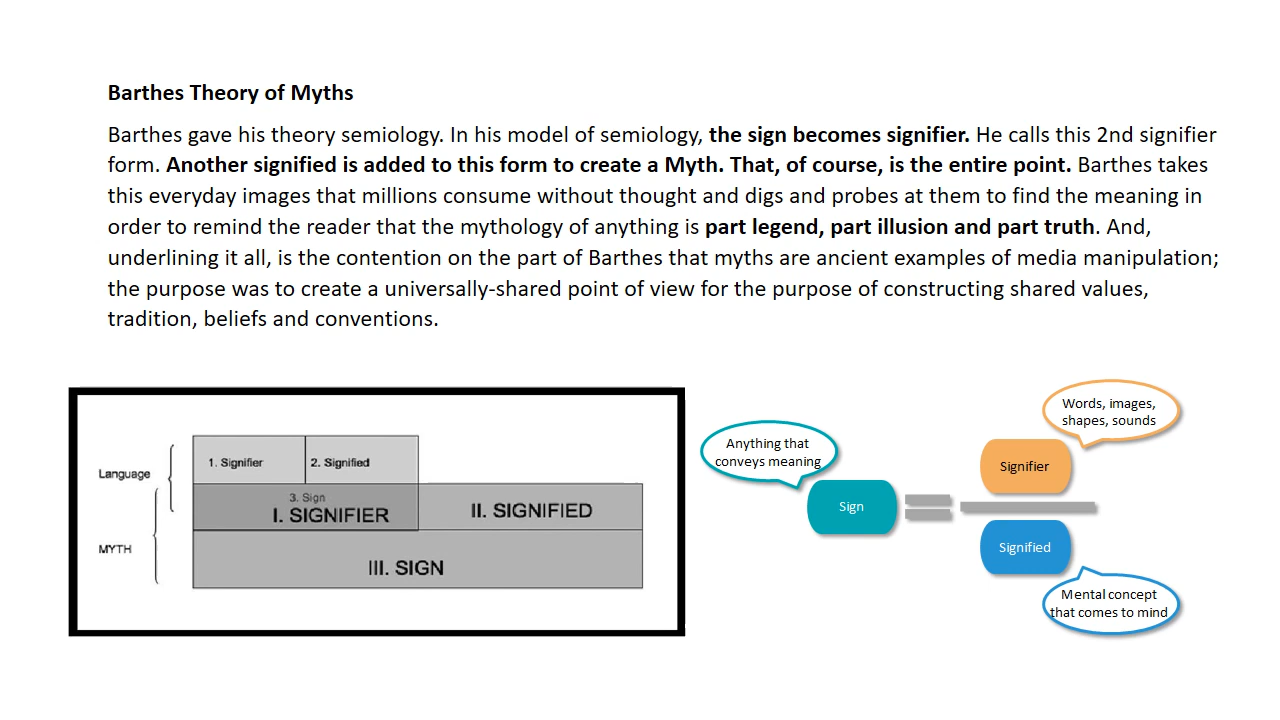 Barthes Theory of Myths
Barthes gave his theory semiology. In his model of semiology, the sign becomes signifier. He calls this 2nd signifier
form. Another signified is added to this form to create a Myth. That, of course, is the entire point. Barthes takes
this everyday images that millions consume without thought and digs and probes at them to find the meaning in
order to remind the reader that the mythology of anything is part legend, part illusion and part truth. And,
underlining it all, is the contention on the part of Barthes that myths are ancient examples of media manipulation;
the purpose was to create a universally-shared point of view for the purpose of constructing shared values,
tradition, beliefs and conventions.
Language
MYTH
1. Signifier
2. Signified
3. Sign
I. SIGNIFIER
II. SIGNIFIED
III. SIGN
Anything that
conveys meaning
Sign
Words, images,
shapes, sounds
Signifier
Signified
Mental concept
that comes to mind